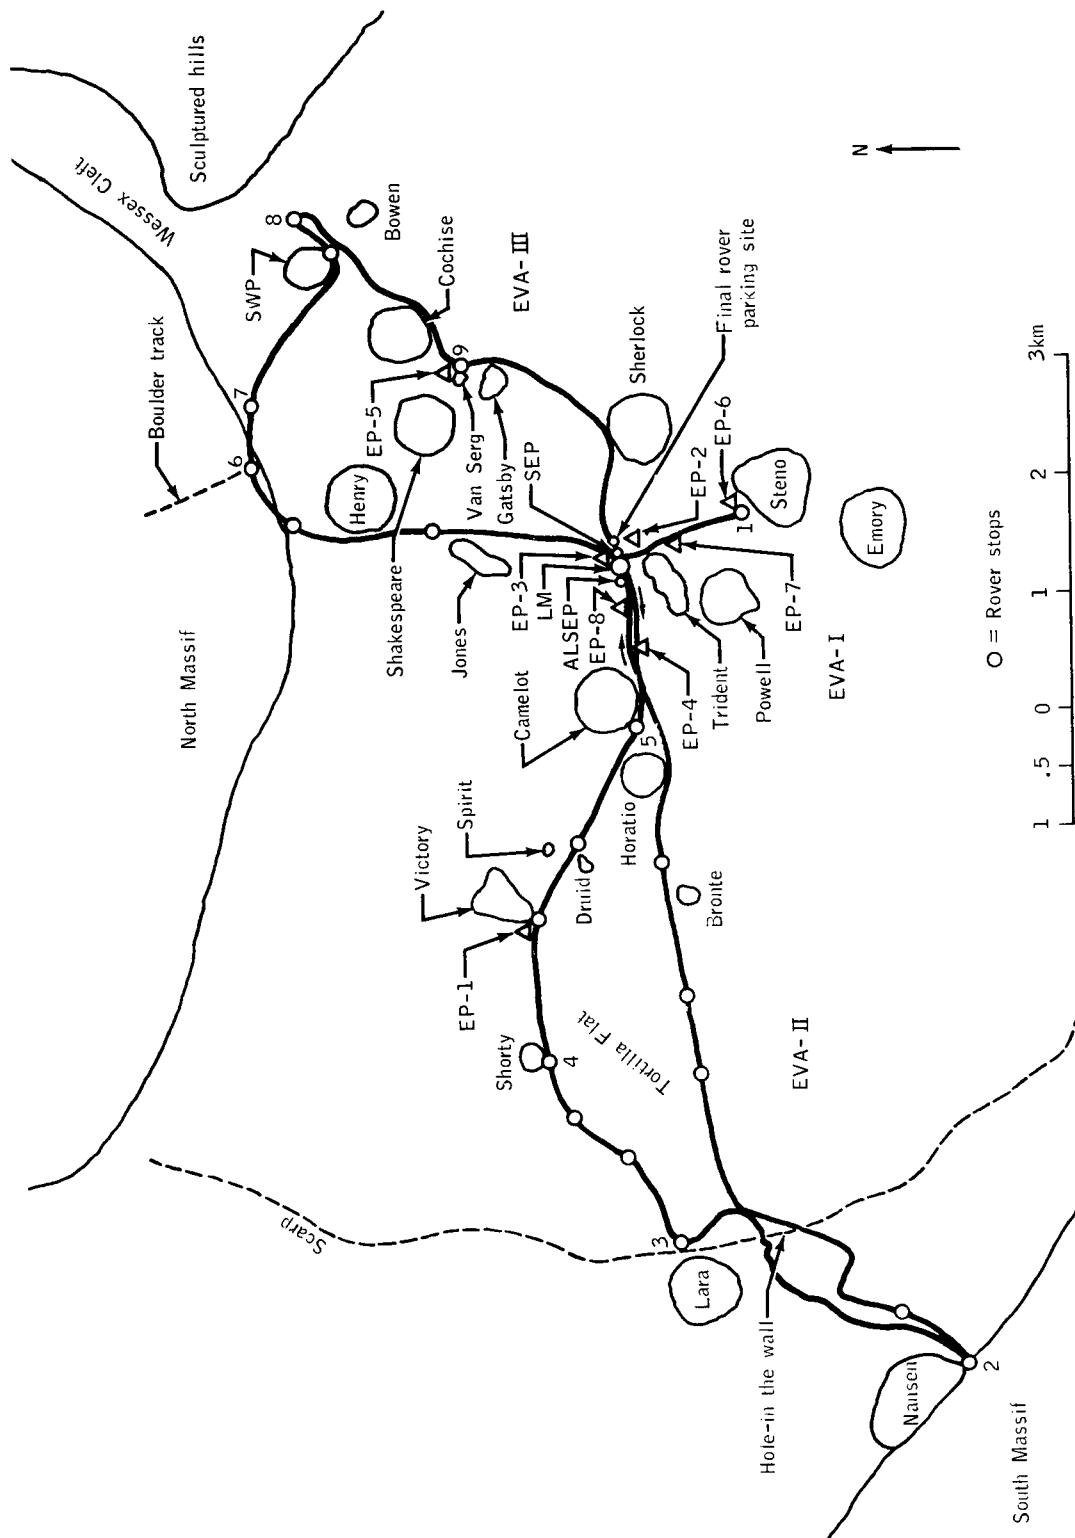 Sculptured hills
Wessex Cleft
8
Bowen
SWP
Cochise
EVA-III
N
Boulder track
7
6
North Massif
EP-5
9
Henry
Van Serg
Gatsby
SEP
Shakespeare
Jones
EP-3
LM
ALSEP
EP-8
Sherlock
Final rover
parking site
EP-2
EP-6
Steno
1
Emory
EP-7
Powell
Trident
EP-4
EVA-I
Camelot
5
Horatio
Spirit
Victory
Druid
Bronte
EP-1
Shorty
4
Tortilla Flat
EVA-II
Scarp
3
Lara
Hole-in the wall
Nansen
2
South Massif
O = Rover stops
1 .5 0 1 2 3km